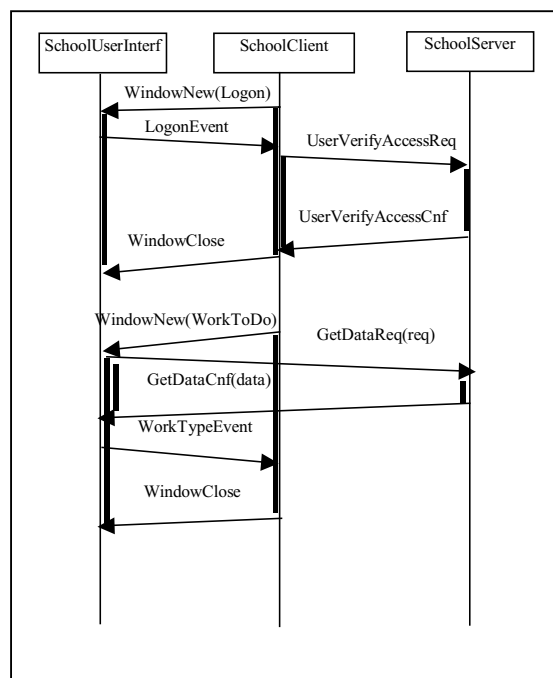 SchoolUserInterf
SchoolClient
SchoolServer
WindowNew(Logon)
LogonEvent
UserVerifyAccessReq
UserVerifyAccessCnf
WindowClose
WindowNew(WorkToDo)
GetDataReq(req)
GetDataCnf(data)
WorkTypeEvent
WindowClose